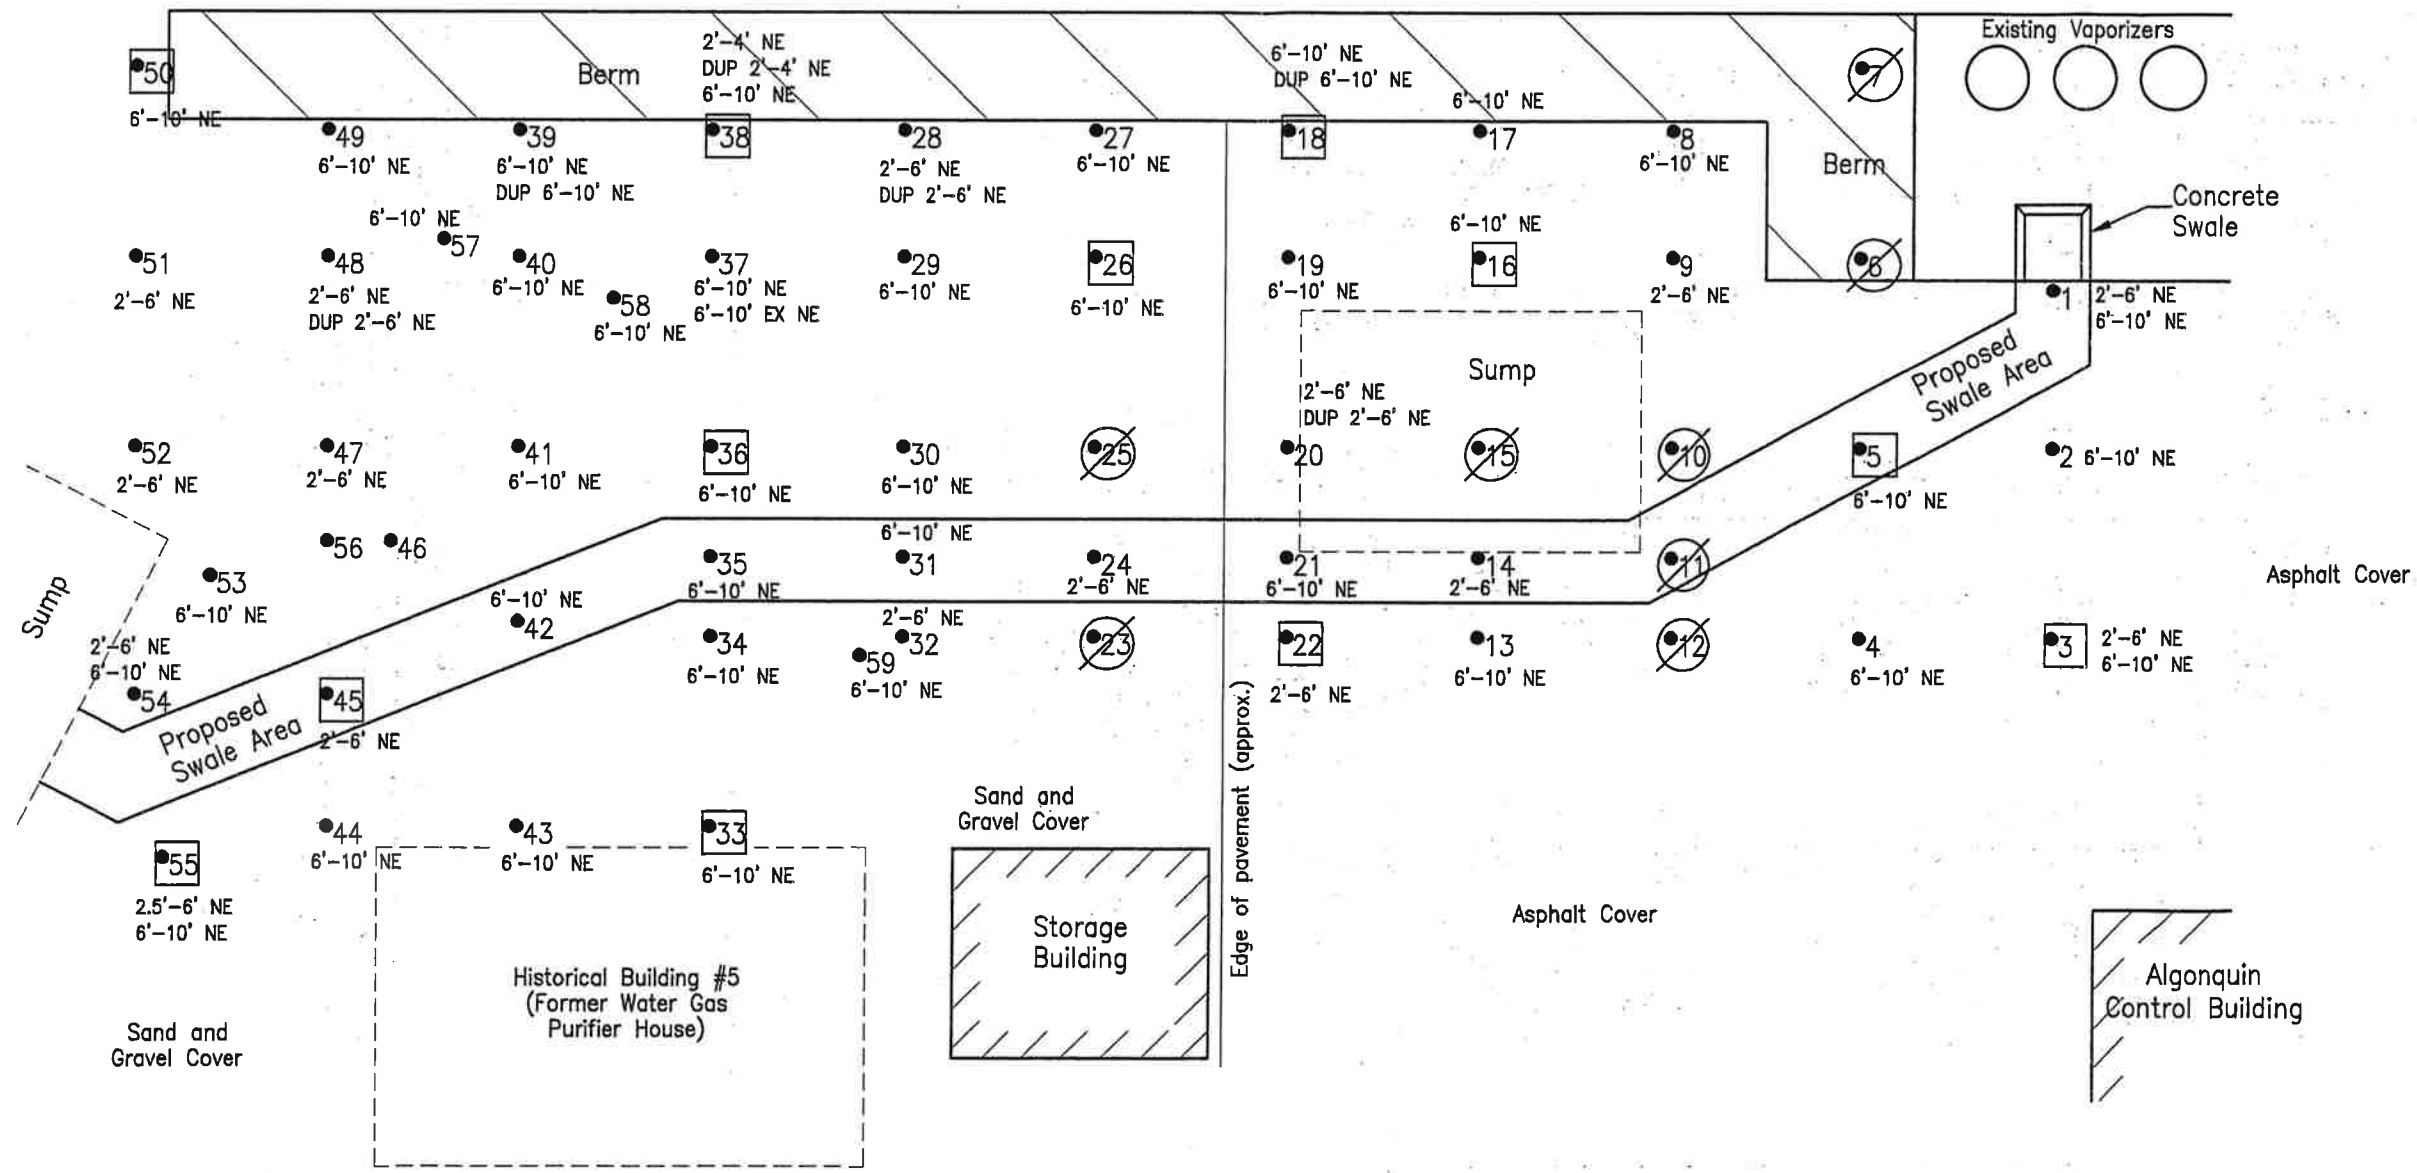 Existing Vaporizers
2'-4' NE
DUP 2'-4' NE
6'-10' NE
6'-10' NE
DUP 6'-10' NE
50
Berm
7
6'-10' NE
6'-10' NE
49
39
38
28
27
18
17
8
6'-10' NE
6'-10' NE
DUP 6'-10' NE
2'-6' NE
DUP 2'-6' NE
6'-10' NE
6'-10' NE
Berm
Concrete
Swale
6'-10' NE
57
6'-10' NE
51
48
40
37
29
26
19
16
9
6
2'-6' NE
2'-6' NE
DUP 2'-6' NE
6'-10' NE
58
6'-10' NE
6'-10' NE
6'-10' EX NE
6'-10' NE
6'-10' NE
6'-10' NE
2'-6' NE
1
2'-6' NE
6'-10' NE
Sump
2'-6' NE
DUP 2'-6' NE
Proposed
Swale Area
52
47
41
36
30
25
20
15
10
5
2
6'-10' NE
2'-6' NE
2'-6' NE
6'-10' NE
6'-10' NE
6'-10' NE
6'-10' NE
6'-10' NE
56
46
35
31
24
21
14
11
53
6'-10' NE
6'-10' NE
6'-10' NE
2'-6' NE
6'-10' NE
2'-6' NE
Asphalt Cover
Sump
2'-6' NE
6'-10' NE
54
42
34
6'-10' NE
2'-6' NE
32
59
6'-10' NE
23
22
2'-6' NE
13
6'-10' NE
12
4
6'-10' NE
3
2'-6' NE
6'-10' NE
45
2'-6' NE
Proposed
Swale Area
Edge of pavement (approx.)
Sand and
Gravel Cover
44
43
33
6'-10' NE
6'-10' NE
6'-10' NE
55
2.5'-6' NE
6'-10' NE
Storage
Building
Asphalt Cover
Historical Building #5
(Former Water Gas
Purifier House)
Algonquin
Control Building
Sand and
Gravel Cover